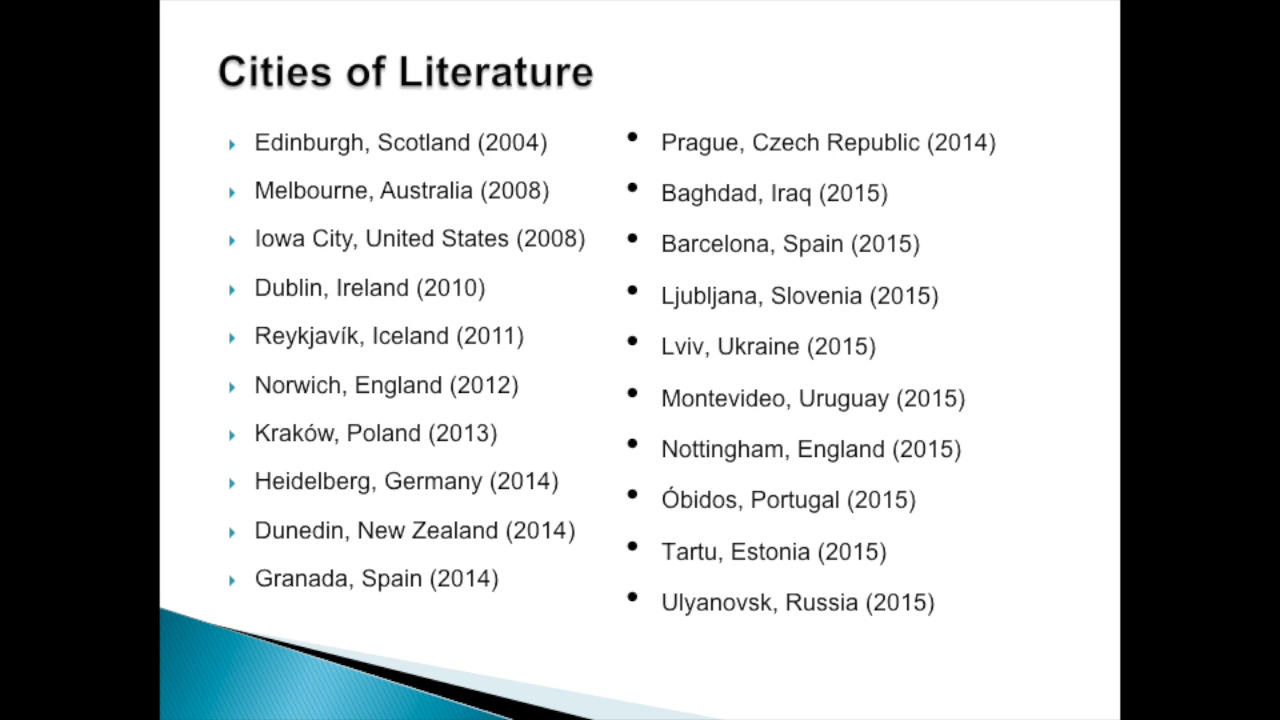 Cities of Literature
Edinburgh, Scotland (2004)
Melbourne, Australia (2008)
Iowa City, United States (2008)
Dublin, Ireland (2010)
Reykjavík, Iceland (2011)
Norwich, England (2012)
Kraków, Poland (2013)
Heidelberg, Germany (2014)
Dunedin, New Zealand (2014)
Granada, Spain (2014)
Prague, Czech Republic (2014)
Baghdad, Iraq (2015)
Barcelona, Spain (2015)
Ljubljana, Slovenia (2015)
Lviv, Ukraine (2015)
Montevideo, Uruguay (2015)
Nottingham, England (2015)
Óbidos, Portugal (2015)
Tartu, Estonia (2015)
Ulyanovsk, Russia (2015)